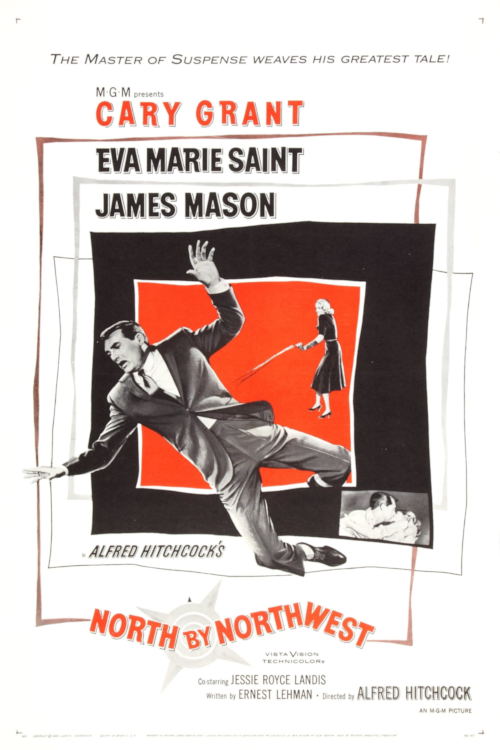 THE MASTER OF SUSPENSE WEAVES HIS GREATEST TALE!
M-G-M presents
CARY GRANT
EVA MARIE SAINT
JAMES MASON
in ALFRED HITCHCOCK'S
NORTH BY NORTHWEST
VISTAVISION
TECHNICOLOR®
Co-starring JESSIE ROYCE LANDIS
Written by ERNEST LEHMAN • Directed by ALFRED HITCHCOCK
AN M-G-M PICTURE